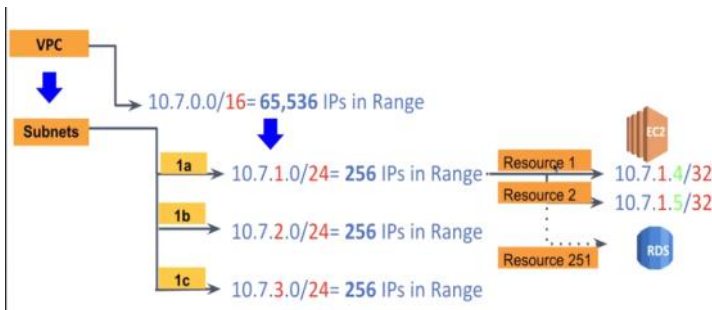 VPC
10.7.0.0/16= 65,536 IPs in Range
Subnets
EC2
1a
10.7.1.0/24= 256 IPs in Range
Resource 1
10.7.1.4/32
Resource 2
10.7.1.5/32
1b
10.7.2.0/24= 256 IPs in Range
RDS
Resource 251
1c
10.7.3.0/24= 256 IPs in Range